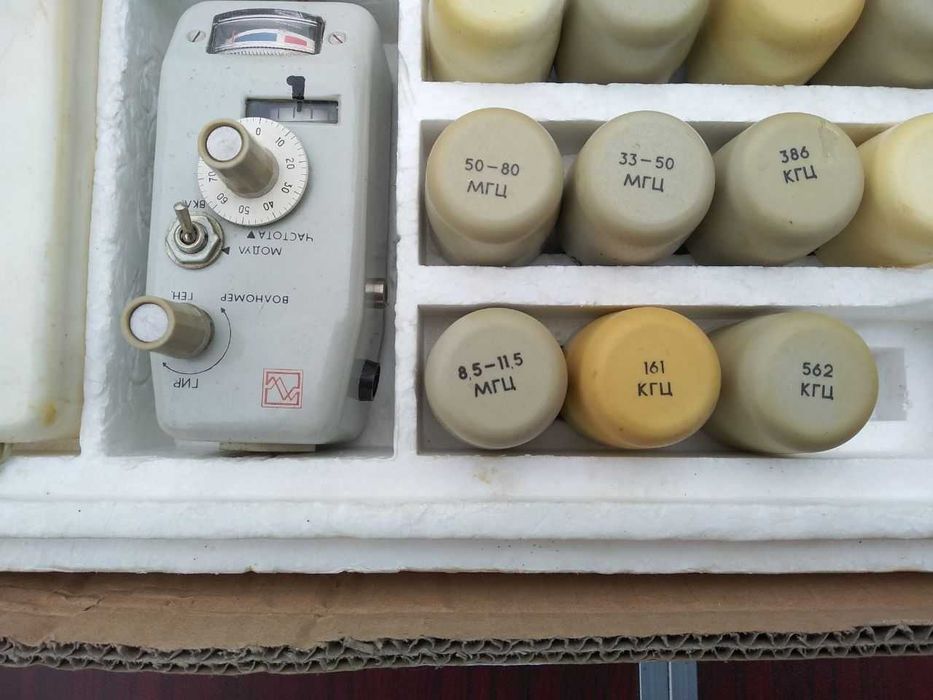 0
10
20
30
40
50
60
70
ВКЛ.
ЧАСТОТА
МОДУЛ
ГЕН.
ВОЛНОМЕР
ГИР
50–80
МГЦ
33–50
МГЦ
386
КГЦ
8,5–11,5
МГЦ
161
КГЦ
562
КГЦ